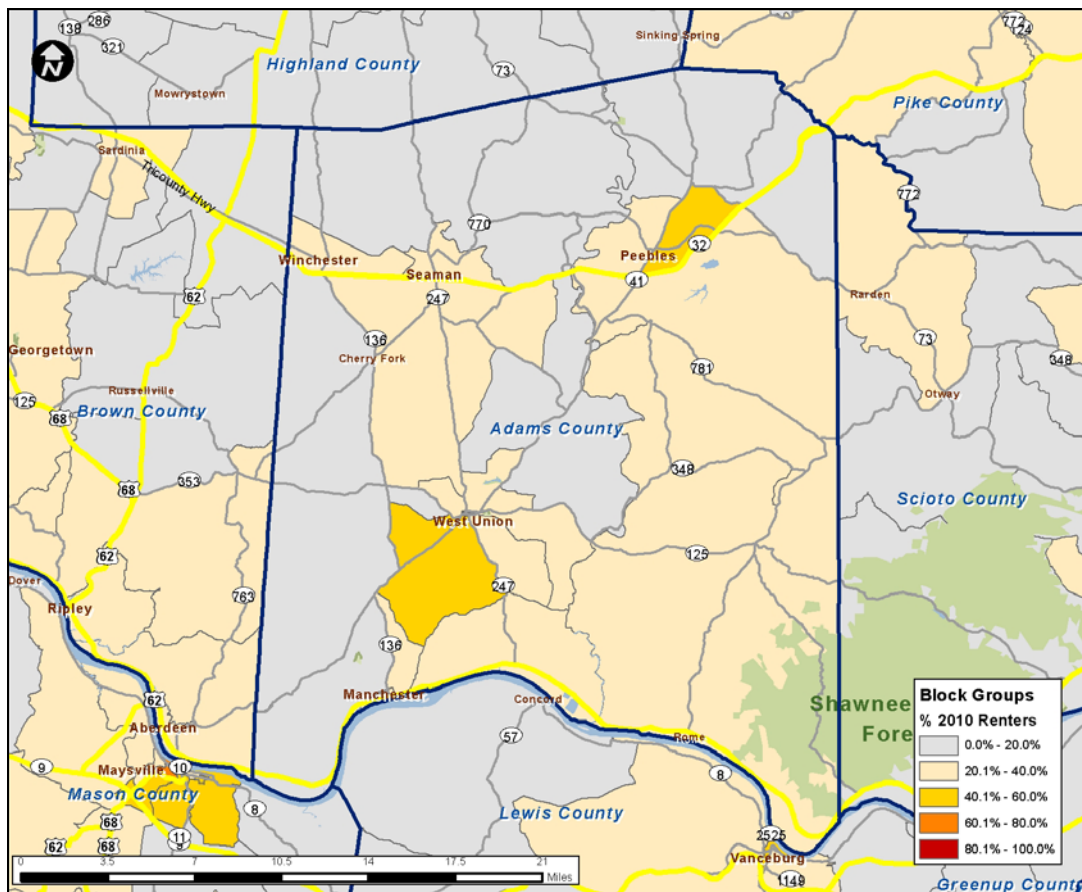 286
138
321
772
124
Sinking Spring
N
Highland County
73
Mowrystown
Pike County
Sardinia
Tricounty Hwy
772
770
32
Winchester
Peebles
Seaman
41
62
247
Rarden
136
73
Georgetown
Cherry Fork
348
781
125
Russellville
Otway
68
Brown County
Adams County
348
353
68
Scioto County
West Union
62
125
Dover
247
763
Ripley
136
Manchester
62
Concord
Shawnee
Aberdeen
Fore
57
Rome
Maysville
10
9
8
Mason County
8
Lewis County
68
11
9
2525
62
68
Vanceburg
1149
Greenup County
Block Groups
% 2010 Renters
0.0% - 20.0%
20.1% - 40.0%
40.1% - 60.0%
60.1% - 80.0%
80.1% - 100.0%
0 3.5 7 10.5 14 17.5 21
Miles